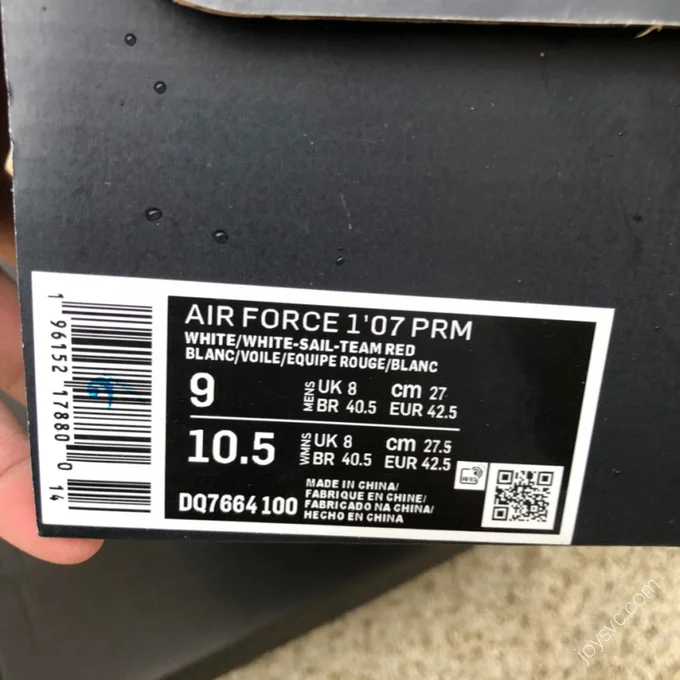 AIR FORCE 1'07 PRM
WHITE/WHITE-SAIL-TEAM RED
BLANC/VOILE/EQUIPE ROUGE/BLANC
9 MENS UK 8 cm 27
BR 40.5 EUR 42.5
10.5 WMNS UK 8 cm 27.5
BR 40.5 EUR 42.5
DQ7664 100
MADE IN CHINA/
FABRIQUE EN CHINE/
FABRICADO NA CHINA/
HECHO EN CHINA
1 96152 17880 0 14
joysvc.com